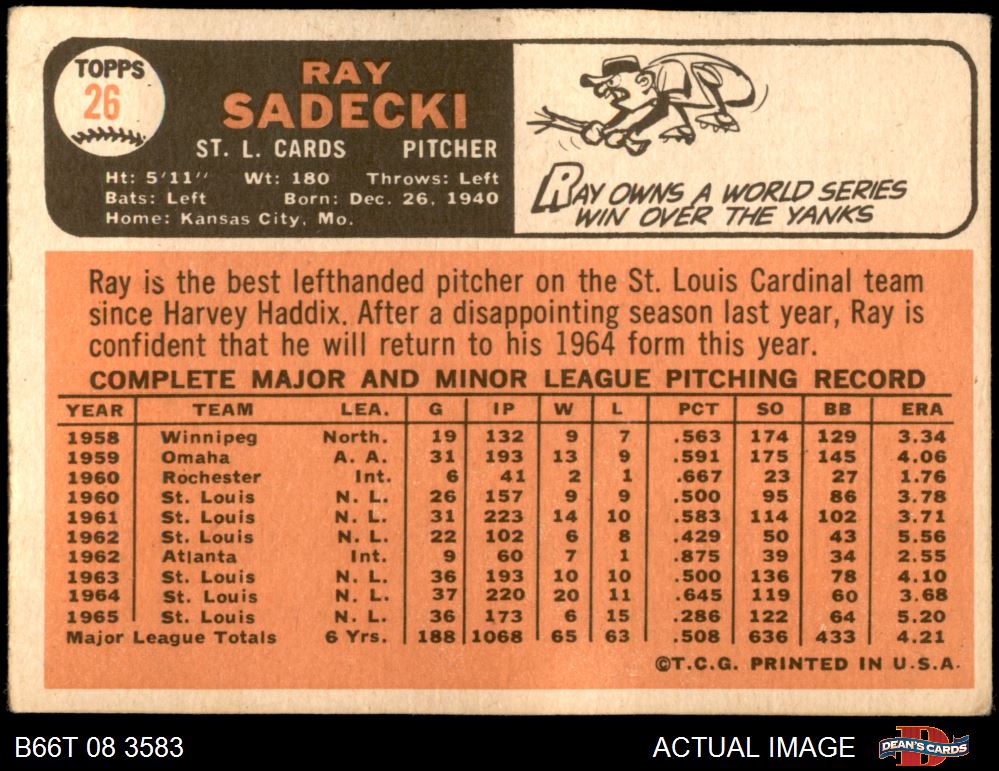 TOPPS
26
RAY
SADECKI
ST. L. CARDS PITCHER
Ht: 5'11" Wt: 180 Throws: Left
Bats: Left Born: Dec. 26, 1940
Home: Kansas City, Mo.
RAY OWNS A WORLD SERIES
WIN OVER THE YANKS
Ray is the best lefthanded pitcher on the St. Louis Cardinal team
since Harvey Haddix. After a disappointing season last year, Ray is
confident that he will return to his 1964 form this year.
COMPLETE MAJOR AND MINOR LEAGUE PITCHING RECORD
YEAR TEAM LEA. G IP W L PCT SO BB ERA
1958 Winnipeg North. 19 132 9 7 .563 174 129 3.34
1959 Omaha A. A. 31 193 13 9 .591 175 145 4.06
1960 Rochester Int. 6 41 2 1 .667 23 27 1.76
1960 St. Louis N. L. 26 157 9 9 .500 95 86 3.78
1961 St. Louis N. L. 31 223 14 10 .583 114 102 3.71
1962 St. Louis N. L. 22 102 6 8 .429 50 43 5.56
1962 Atlanta Int. 9 60 7 1 .875 39 34 2.55
1963 St. Louis N. L. 36 193 10 10 .500 136 78 4.10
1964 St. Louis N. L. 37 220 20 11 .645 119 60 3.68
1965 St. Louis N. L. 36 173 6 15 .286 122 64 5.20
Major League Totals 6 Yrs. 188 1068 65 63 .508 636 433 4.21
©T.C.G. PRINTED IN U.S.A.
B66T 08 3583 ACTUAL IMAGE DEAN'S CARDS